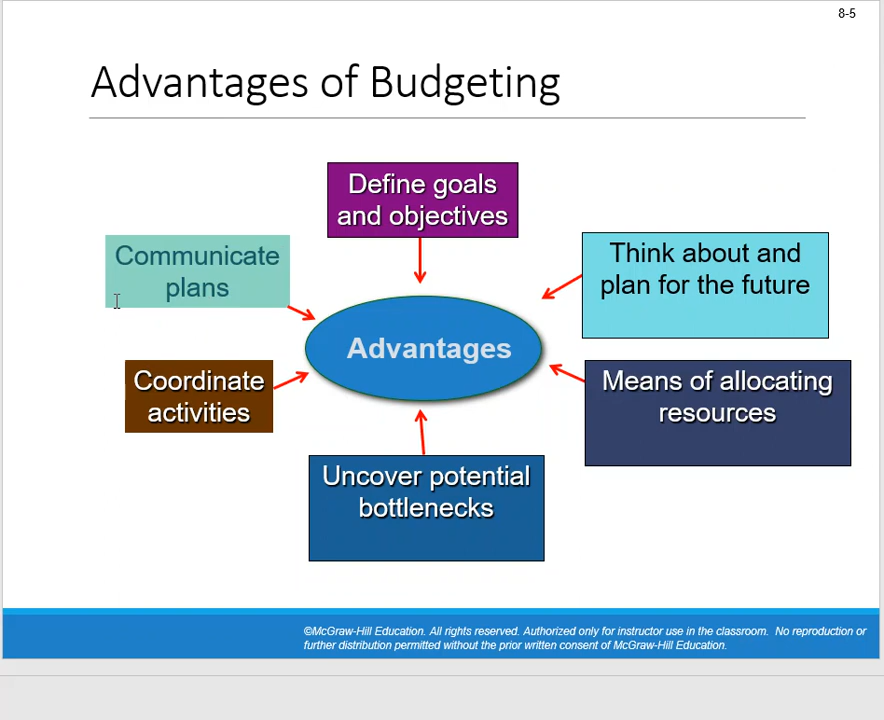 8-5
Advantages of Budgeting
Define goals
and objectives
Communicate
plans
Think about and
plan for the future
Advantages
Coordinate
activities
Means of allocating
resources
Uncover potential
bottlenecks
©McGraw-Hill Education. All rights reserved. Authorized only for instructor use in the classroom.  No reproduction or
further distribution permitted without the prior written consent of McGraw-Hill Education.